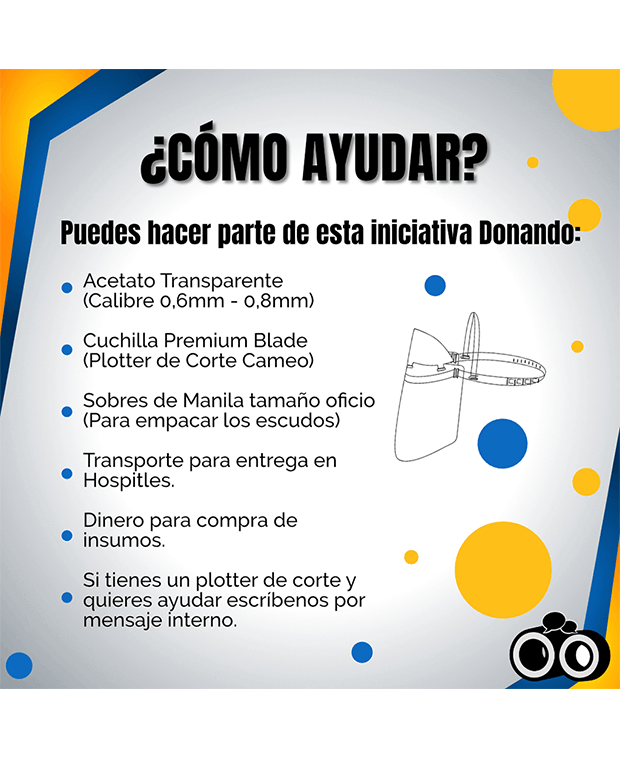 ¿CÓMO AYUDAR?
Puedes hacer parte de esta iniciativa Donando:
Acetato Transparente
(Calibre 0,6mm - 0,8mm)
Cuchilla Premium Blade
(Plotter de Corte Cameo)
Sobres de Manila tamaño oficio
(Para empacar los escudos)
Transporte para entrega en
Hospitles.
Dinero para compra de
insumos.
Si tienes un plotter de corte y
quieres ayudar escríbenos por
mensaje interno.